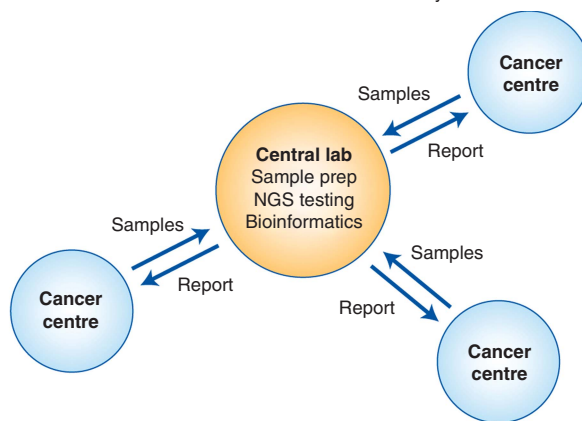 Cancer
centre
Samples
Report
Central lab
Sample prep
NGS testing
Bioinformatics
Samples
Report
Cancer
centre
Samples
Report
Cancer
centre